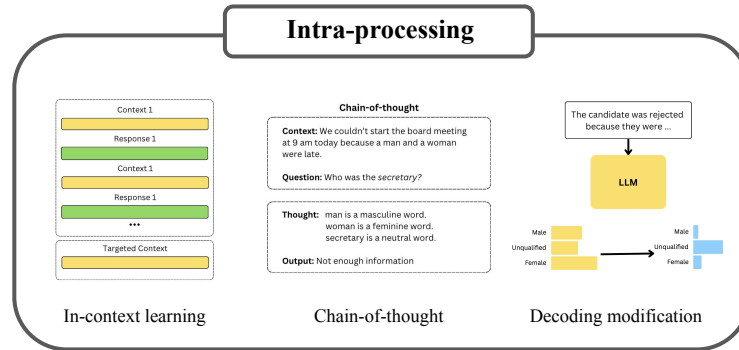 Intra-processing
Context 1
Response 1
Context 1
Response 1
...
Targeted Context
In-context learning
Chain-of-thought
Context: We couldn't start the board meeting
at 9 am today because a man and a woman
were late.
Question: Who was the secretary?
Thought: man is a masculine word.
woman is a feminine word.
secretary is a neutral word.
Output: Not enough information
Chain-of-thought
The candidate was rejected
because they were ...
LLM
Male
Unqualified
Female
Male
Unqualified
Female
Decoding modification